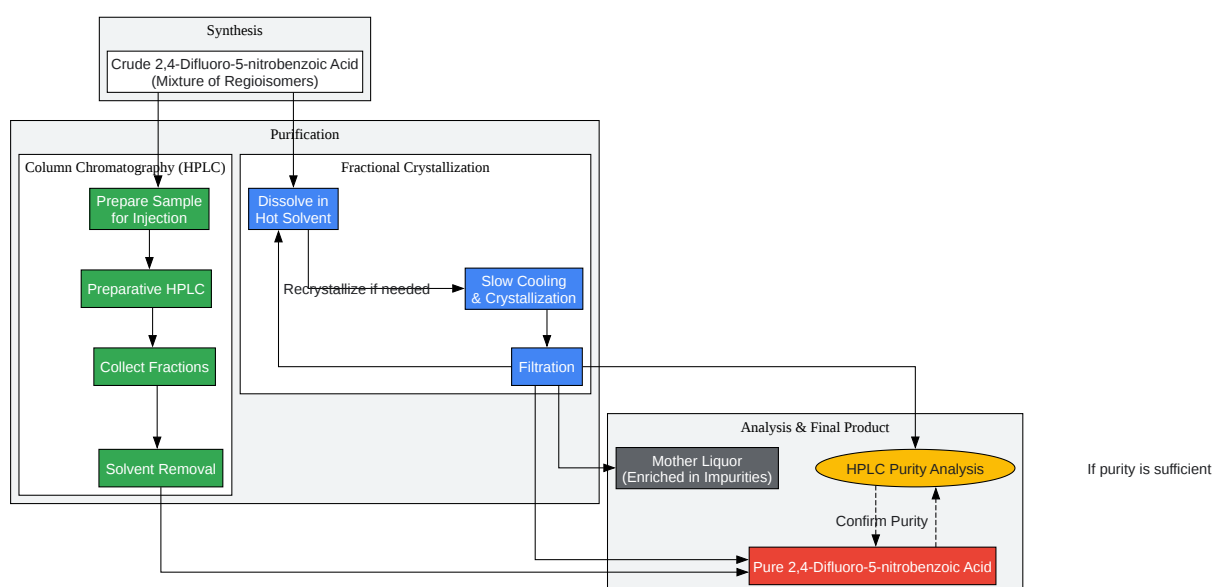 Synthesis
Crude 2,4-Difluoro-5-nitrobenzoic Acid
(Mixture of Regioisomers)
Purification
Column Chromatography (HPLC)
Fractional Crystallization
Prepare Sample
for Injection
Dissolve in
Hot Solvent
Preparative HPLC
Recrystallize if needed
Slow Cooling
& Crystallization
Collect Fractions
Filtration
Analysis & Final Product
Solvent Removal
Mother Liquor
(Enriched in Impurities)
HPLC Purity Analysis
If purity is sufficient
Confirm Purity
Pure 2,4-Difluoro-5-nitrobenzoic Acid